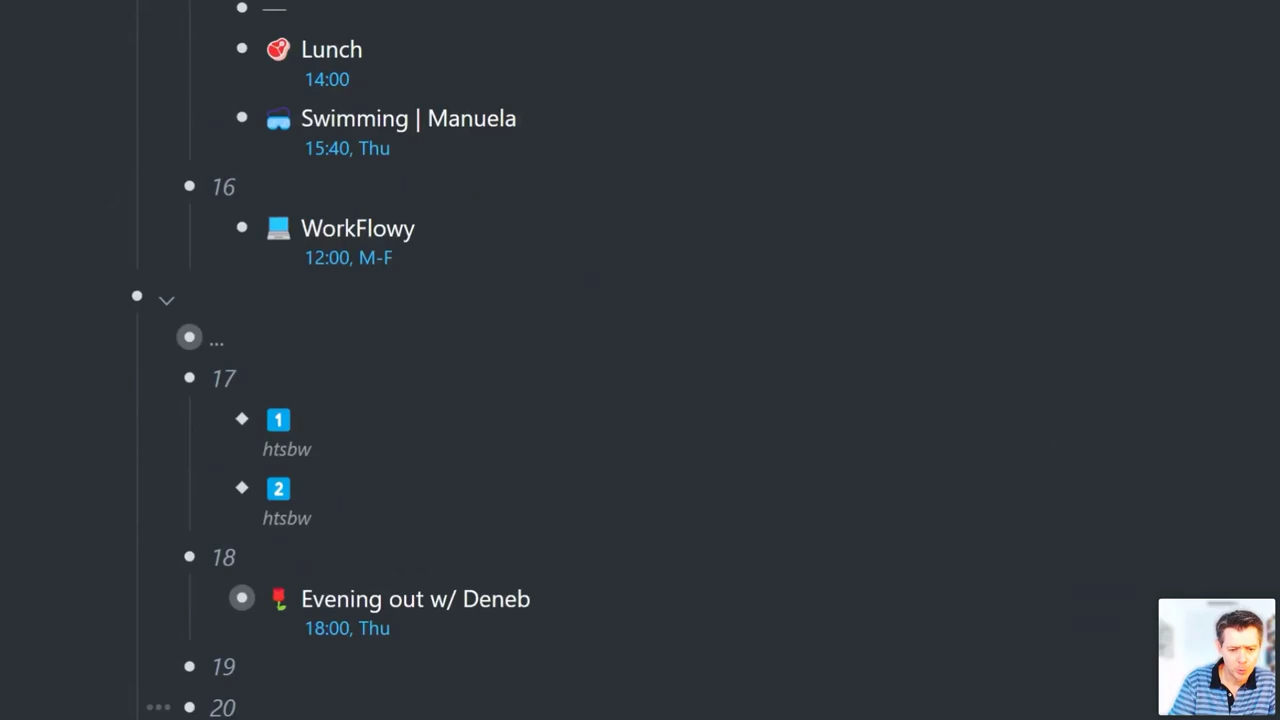 —
Lunch
14:00
Swimming | Manuela
15:40, Thu
16
WorkFlowy
12:00, M-F
...
17
1
htsbw
2
htsbw
18
Evening out w/ Deneb
18:00, Thu
19
20